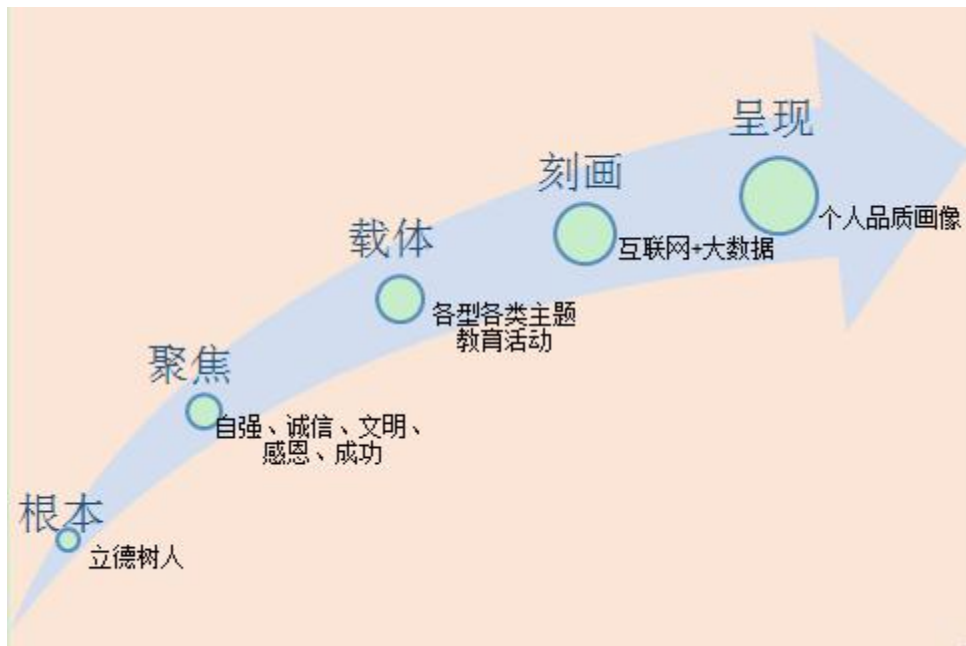 呈现
个人品质画像
刻画
互联网+大数据
载体
各型各类主题
教育活动
聚焦
自强、诚信、文明、
感恩、成功
根本
立德树人